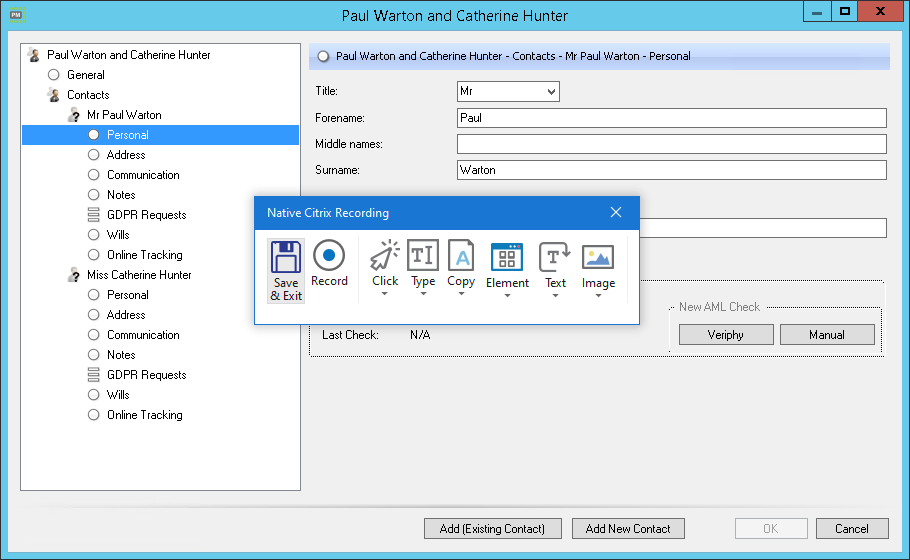 PM
Paul Warton and Catherine Hunter
X
Paul Warton and Catherine Hunter
General
Contacts
Mr Paul Warton
Personal
Address
Communication
Notes
GDPR Requests
Wills
Online Tracking
Miss Catherine Hunter
Personal
Address
Communication
Notes
GDPR Requests
Wills
Online Tracking
Paul Warton and Catherine Hunter - Contacts - Mr Paul Warton - Personal
Title: Mr
Forename: Paul
Middle names:
Surname: Warton
Native Citrix Recording
Save & Exit
Record
Click
Type
Copy
Element
Text
Image
New AML Check
Last Check: N/A
Veriphy
Manual
Add (Existing Contact)
Add New Contact
OK
Cancel